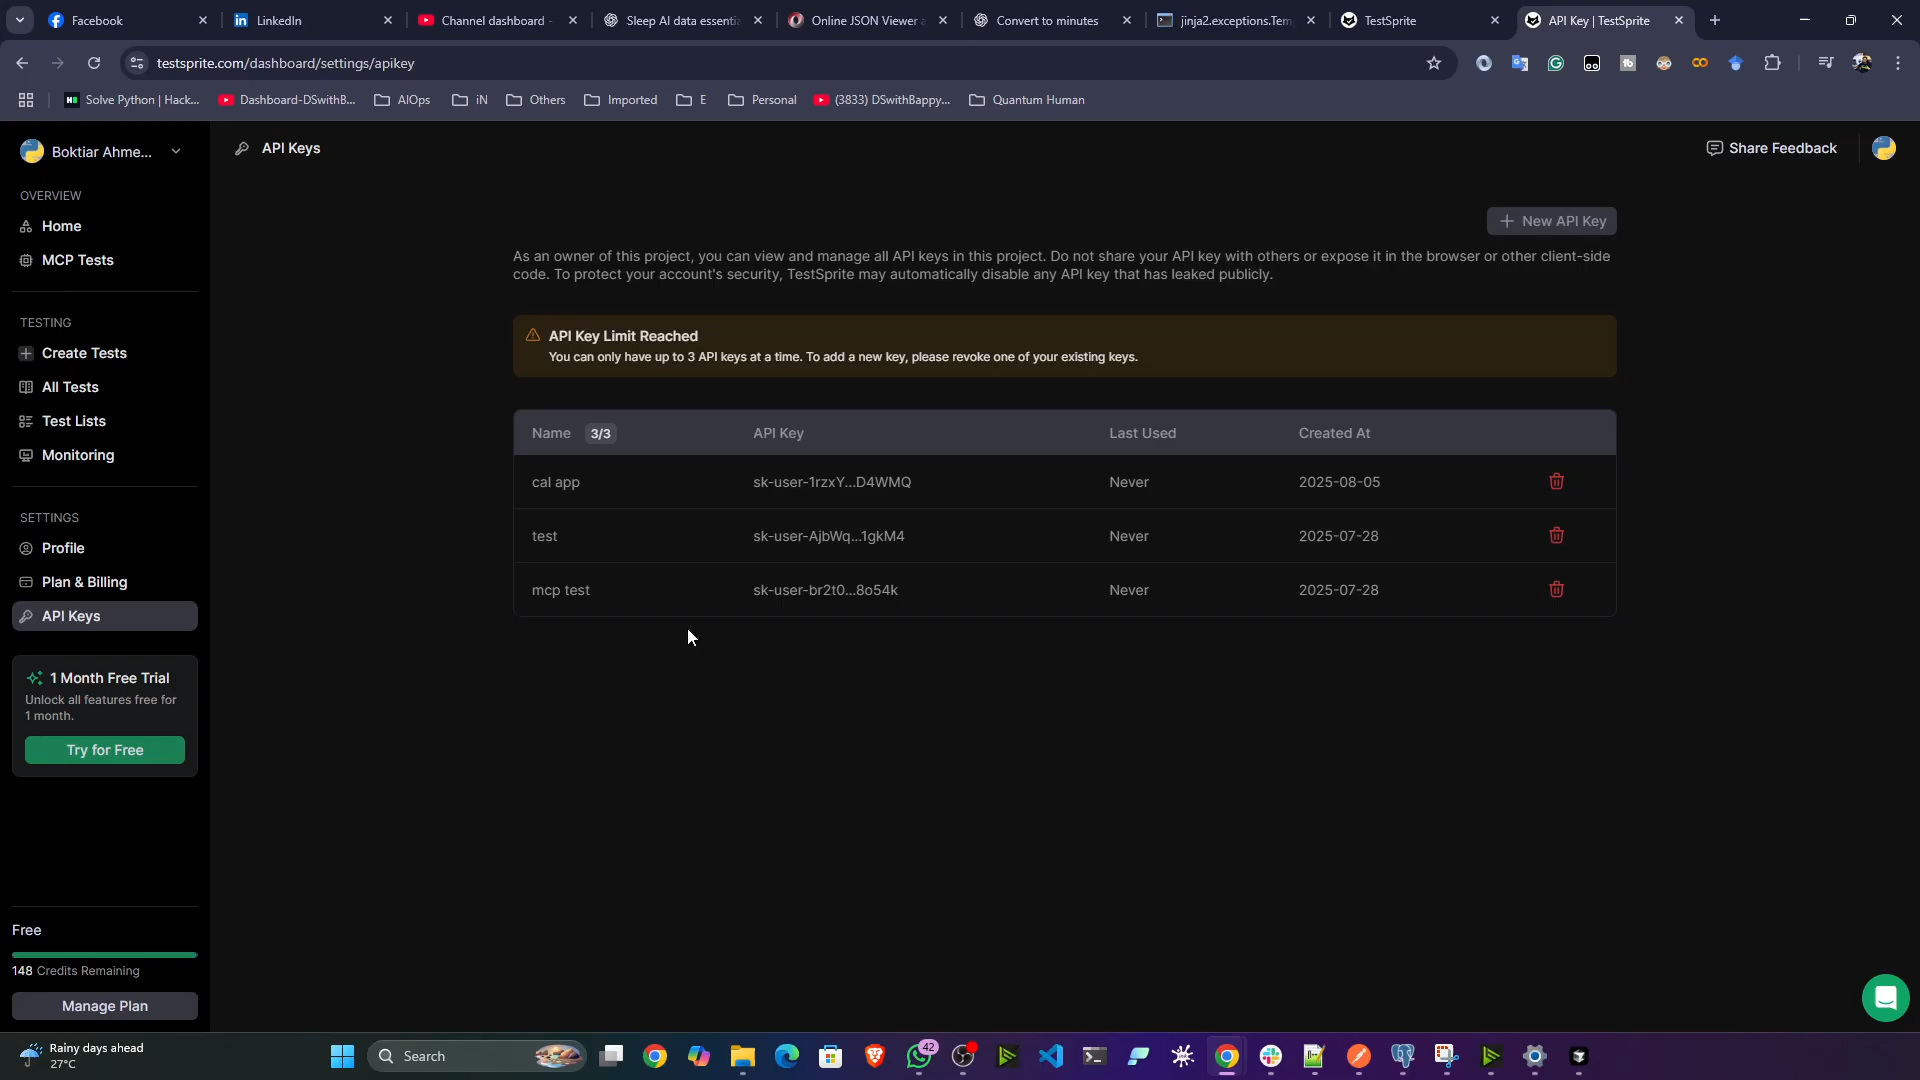 Facebook
LinkedIn
Channel dashboard -
Sleep AI data essentia
Online JSON Viewer a
Convert to minutes
jinja2.exceptions.Tem
TestSprite
API Key | TestSprite
testsprite.com/dashboard/settings/apikey
Solve Python | Hack...
Dashboard-DSwithB...
AIOps
iN
Others
Imported
E
Personal
(3833) DSwithBappy...
Quantum Human
Boktiar Ahme...
API Keys
Share Feedback
OVERVIEW
Home
MCP Tests
TESTING
Create Tests
All Tests
Test Lists
Monitoring
SETTINGS
Profile
Plan & Billing
API Keys
1 Month Free Trial
Unlock all features free for
1 month.
Try for Free
Free
148 Credits Remaining
Manage Plan
New API Key
As an owner of this project, you can view and manage all API keys in this project. Do not share your API key with others or expose it in the browser or other client-side
code. To protect your account's security, TestSprite may automatically disable any API key that has leaked publicly.
API Key Limit Reached
You can only have up to 3 API keys at a time. To add a new key, please revoke one of your existing keys.
Name 3/3 API Key Last Used Created At
cal app sk-user-1rzxY...D4WMQ Never 2025-08-05
test sk-user-AjbWq...1gkM4 Never 2025-07-28
mcp test sk-user-br2t0...8o54k Never 2025-07-28
Rainy days ahead
27°C
Search
42